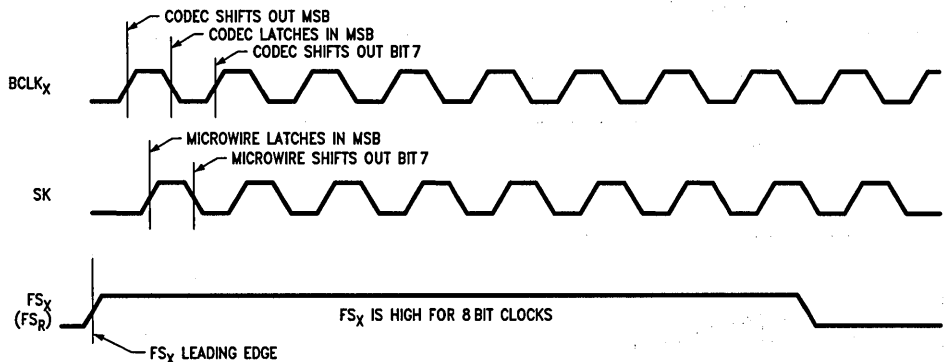 CODEC SHIFTS OUT MSB
CODEC LATCHES IN MSB
CODEC SHIFTS OUT BIT 7
BCLKX
MICROWIRE LATCHES IN MSB
MICROWIRE SHIFTS OUT BIT 7
SK
FSX
(FSR)
FSX IS HIGH FOR 8 BIT CLOCKS
FSX LEADING EDGE